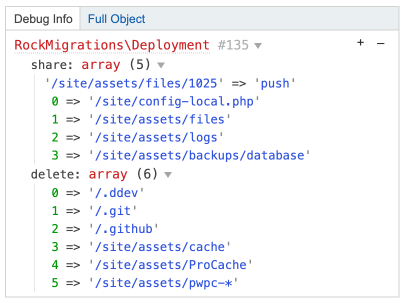 Debug Info Full Object
RockMigrations\Deployment #135 ▼ + –
share: array (5) ▼
'/site/assets/files/1025' => 'push'
0 => '/site/config-local.php'
1 => '/site/assets/files'
2 => '/site/assets/logs'
3 => '/site/assets/backups/database'
delete: array (6) ▼
0 => '/.ddev'
1 => '/.git'
2 => '/.github'
3 => '/site/assets/cache'
4 => '/site/assets/ProCache'
5 => '/site/assets/pwpc-*'